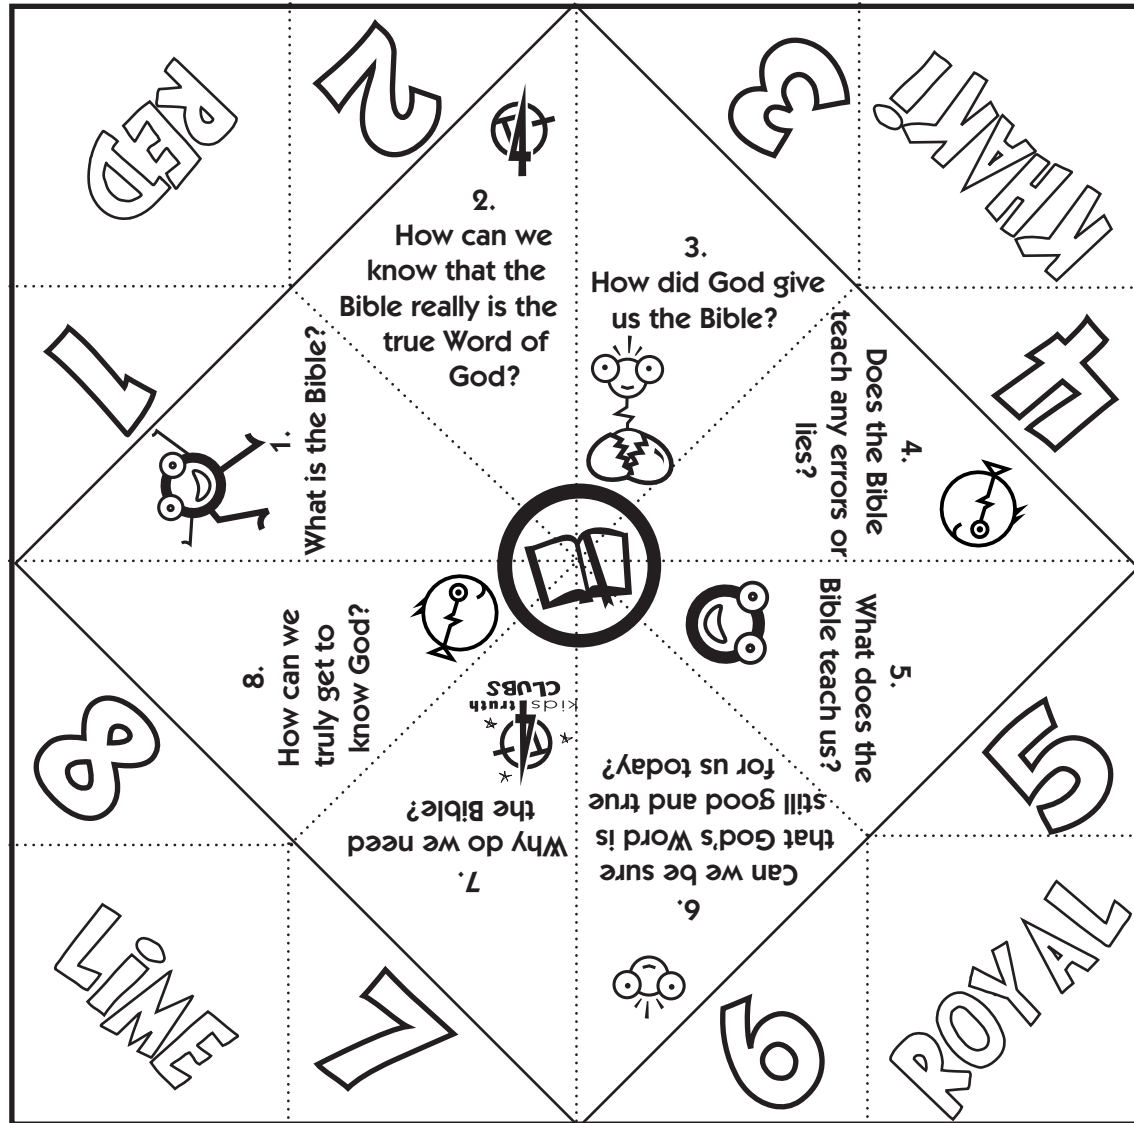 RED
2
3
KHAKI!
1
4
2.
How can we
know that the
Bible really is the
true Word of
God?
3.
How did God give
us the Bible?
1.
What is the Bible?
4.
Does the Bible
teach any errors or
lies?
5.
What does the
Bible teach us?
6.
Can we be sure
that God's Word is
still good and true
for us today?
7.
Why do we need
the Bible?
kids
truth
CLUBS
8.
How can we
truly get to
know God?
8
5
LiME
7
6
ROYAL